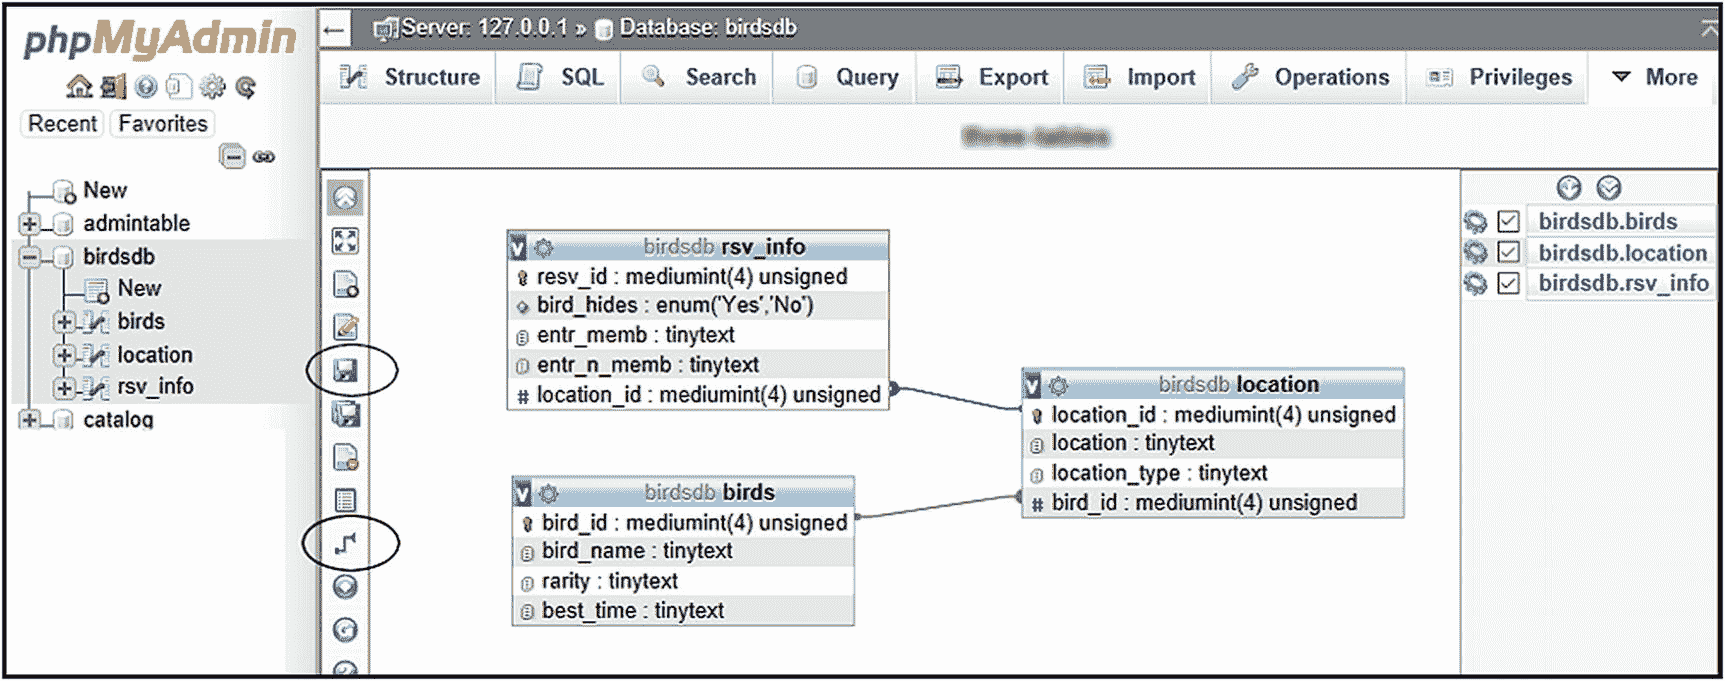 phpMyAdmin
Recent Favorites
New
admintable
birdsdb
New
birds
location
rsv_info
catalog
Server: 127.0.0.1 » Database: birdsdb
Structure SQL Search Query Export Import Operations Privileges More
birdsdb rsv_info
resv_id : mediumint(4) unsigned
bird_hides : enum('Yes','No')
entr_memb : tinytext
entr_n_memb : tinytext
# location_id : mediumint(4) unsigned
birdsdb location
location_id : mediumint(4) unsigned
location : tinytext
location_type : tinytext
# bird_id : mediumint(4) unsigned
birdsdb birds
bird_id : mediumint(4) unsigned
bird_name : tinytext
rarity : tinytext
best_time : tinytext
birdsdb.birds
birdsdb.location
birdsdb.rsv_info